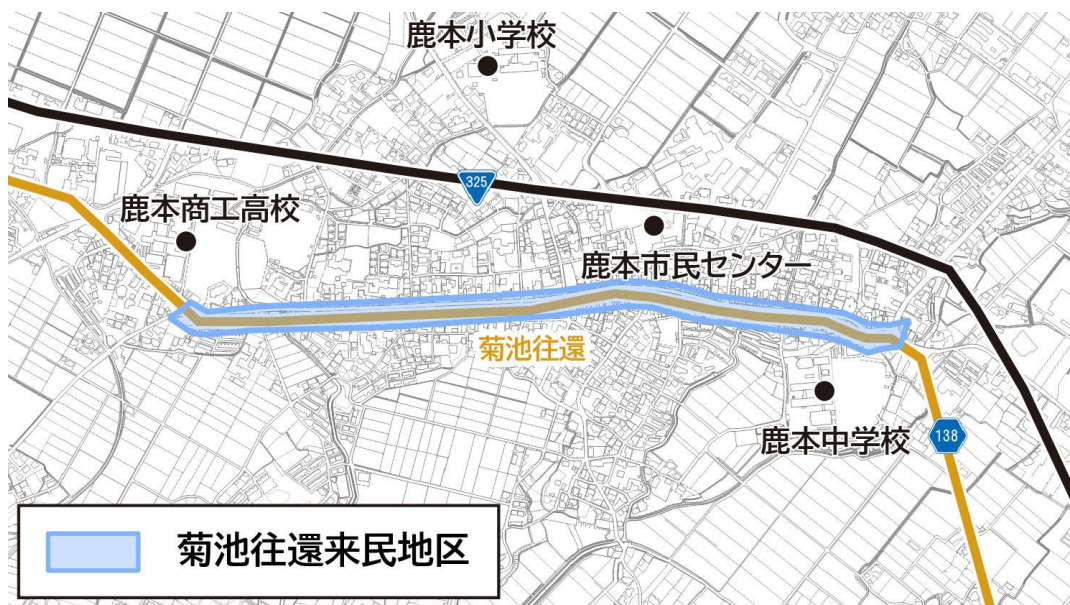 鹿本小学校
325
鹿本商工高校
鹿本市民センター
菊池往還
鹿本中学校
138
菊池往還来民地区